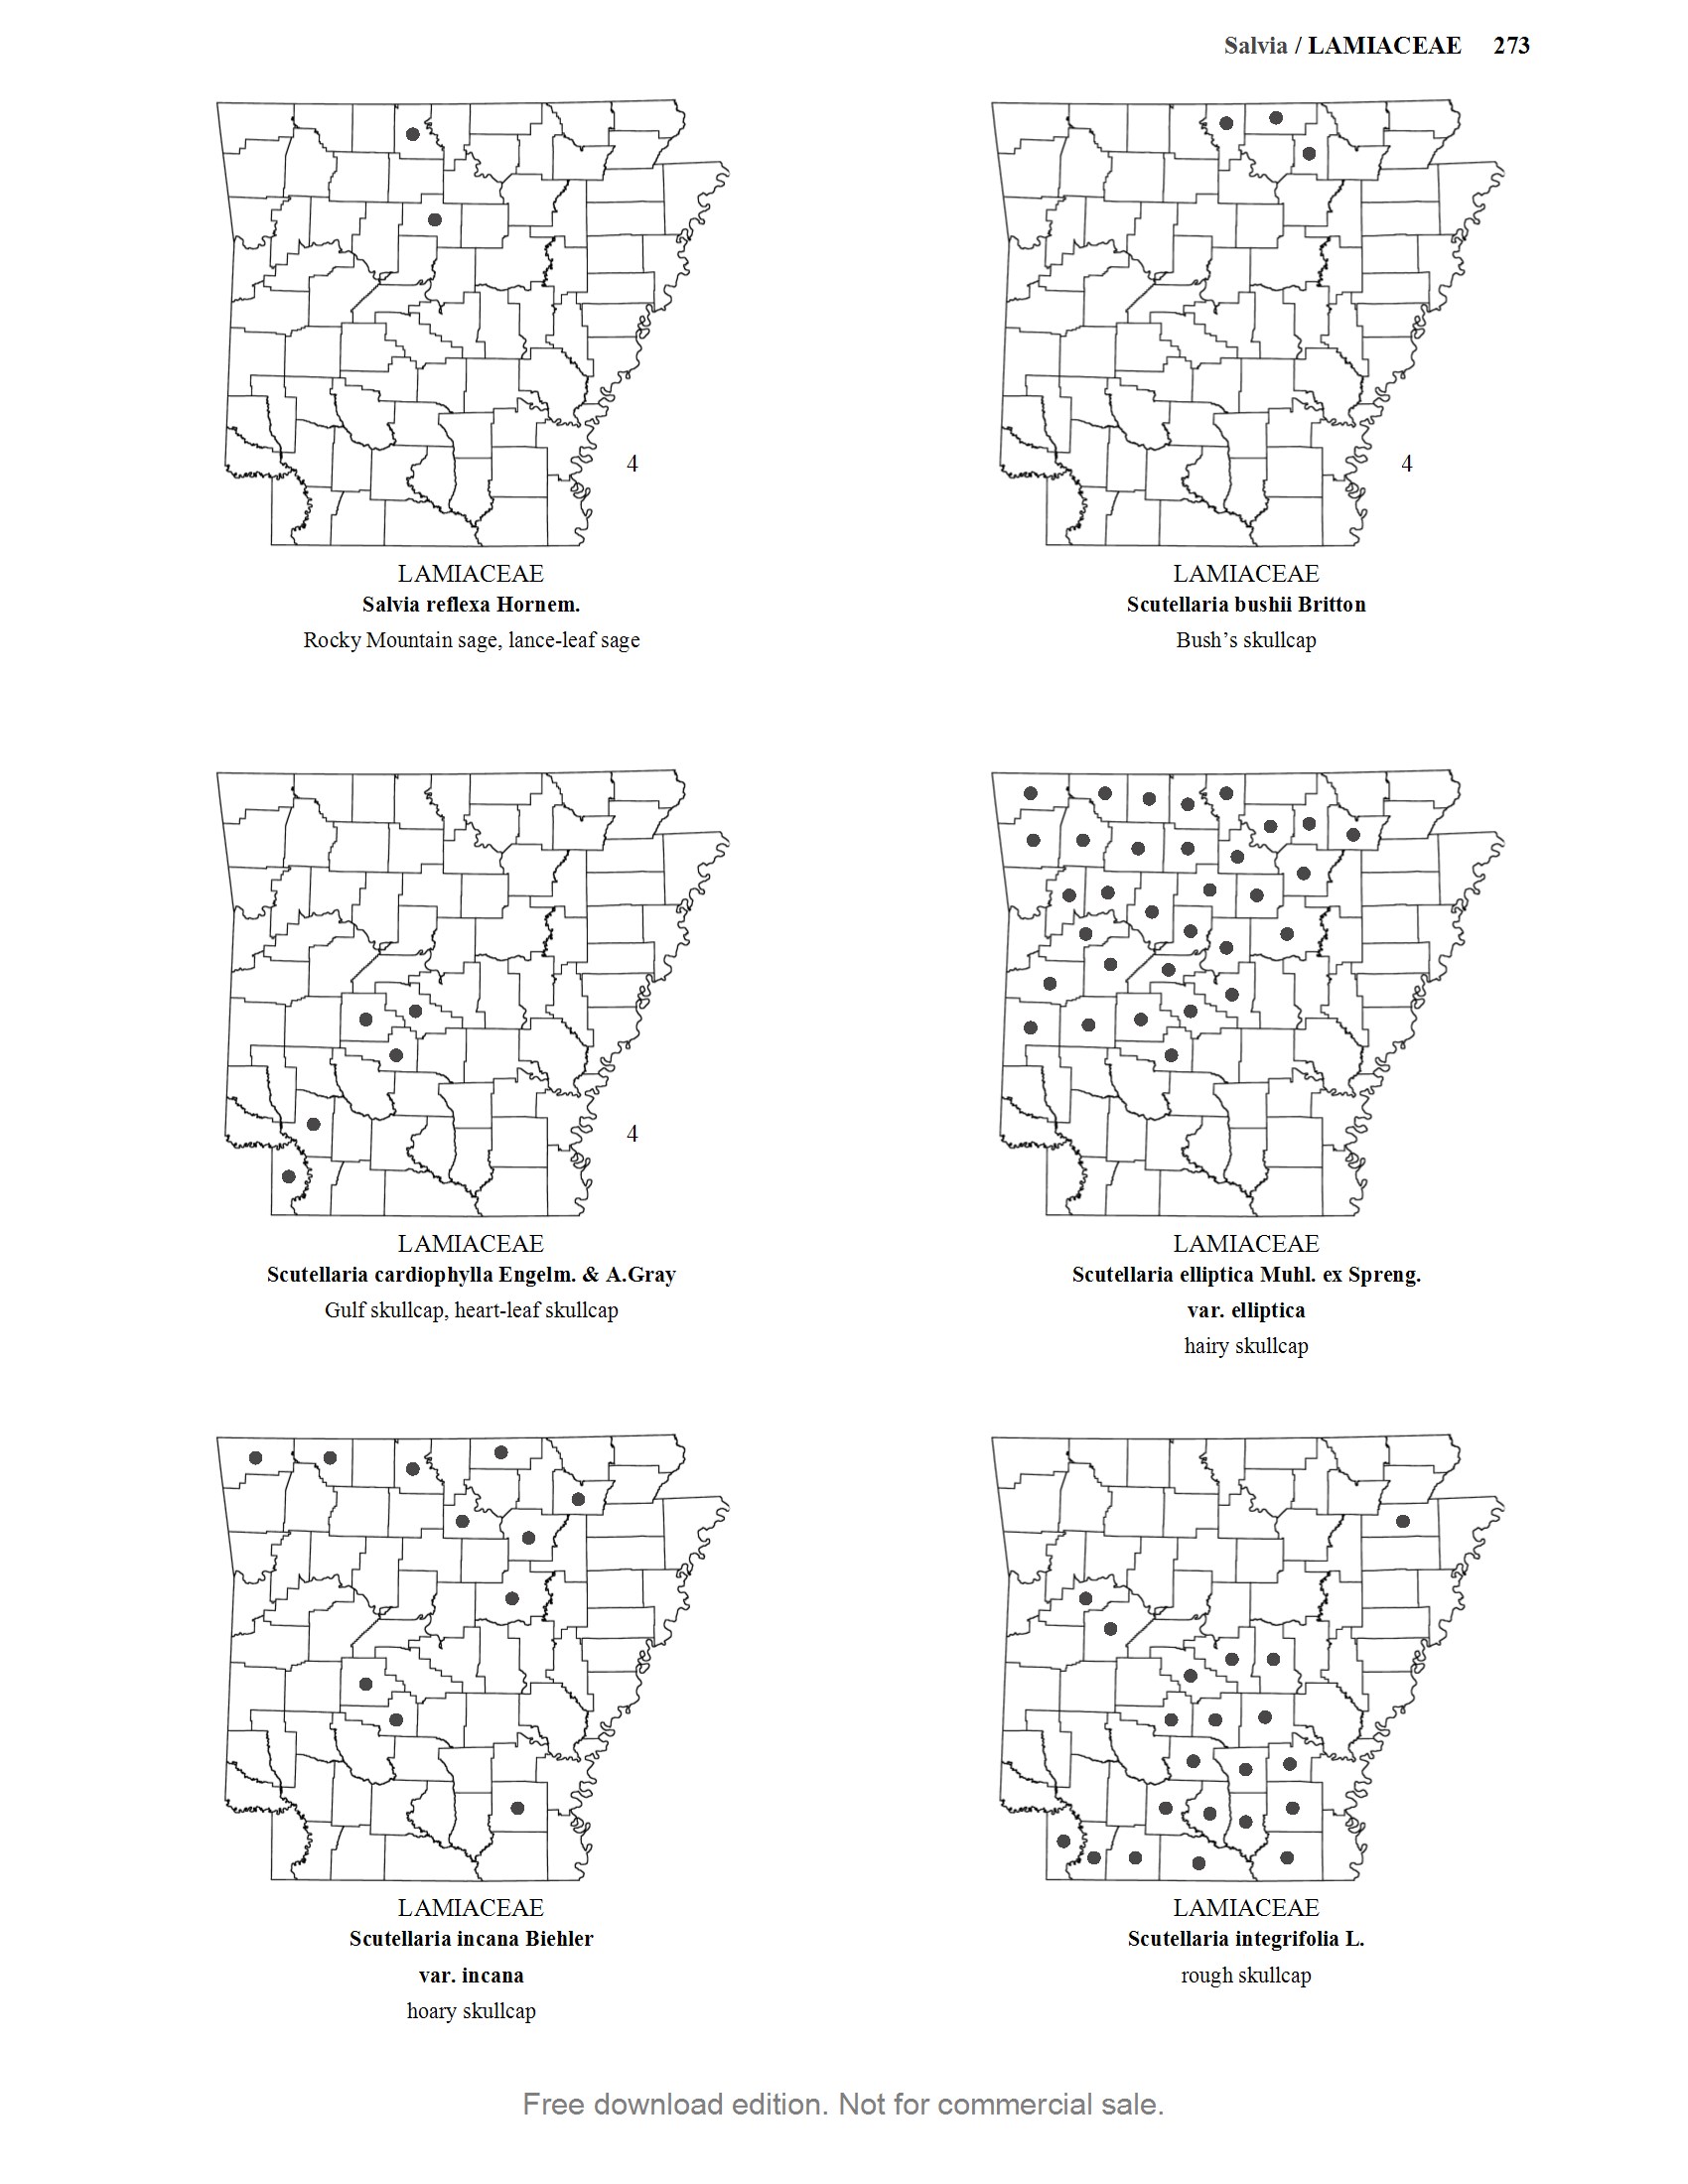 Salvia / LAMIACEAE 273
4
LAMIACEAE
Salvia reflexa Hornem.
Rocky Mountain sage, lance-leaf sage
4
LAMIACEAE
Scutellaria bushii Britton
Bush’s skullcap
4
LAMIACEAE
Scutellaria cardiophylla Engelm. & A.Gray
Gulf skullcap, heart-leaf skullcap
LAMIACEAE
Scutellaria elliptica Muhl. ex Spreng.
var. elliptica
hairy skullcap
LAMIACEAE
Scutellaria incana Biehler
var. incana
hoary skullcap
LAMIACEAE
Scutellaria integrifolia L.
rough skullcap
Free download edition. Not for commercial sale.